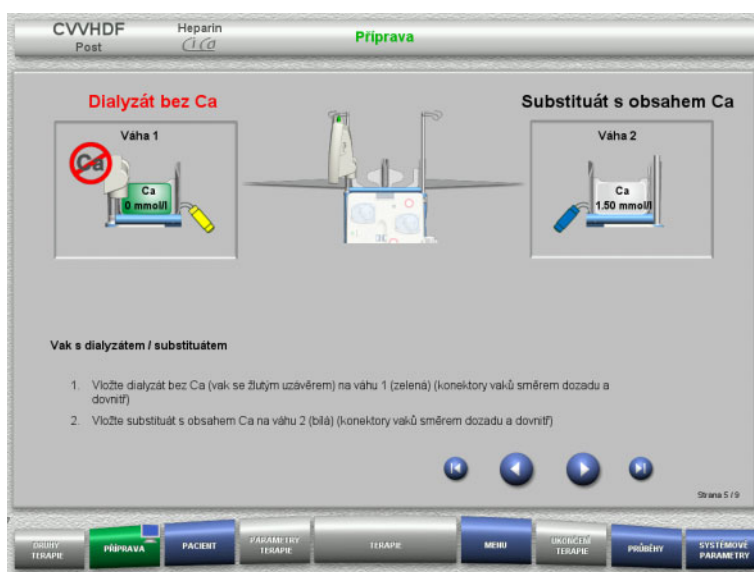 CVVHDF
Post
Heparin
CiCa
Příprava
Dialyzát bez Ca
Substituát s obsahem Ca
Váha 1
Ca
Ca
0 mmol/l
Váha 2
Ca
1.50 mmol/l
Vak s dialyzátem / substituátem
1. Vložte dialyzát bez Ca (vak se žlutým uzávěrem) na váhu 1 (zelená) (konektory vaků směrem dozadu a
dovnitř)
2. Vložte substituát s obsahem Ca na váhu 2 (bílá) (konektory vaků směrem dozadu a dovnitř)
Strana 5 / 9
DRUHY
TERAPIE
PŘÍPRAVA
PACIENT
PARAMETRY
TERAPIE
TERAPIE
MENU
UKONČENÍ
TERAPIE
PRŮBĚHY
SYSTÉMOVÉ
PARAMETRY